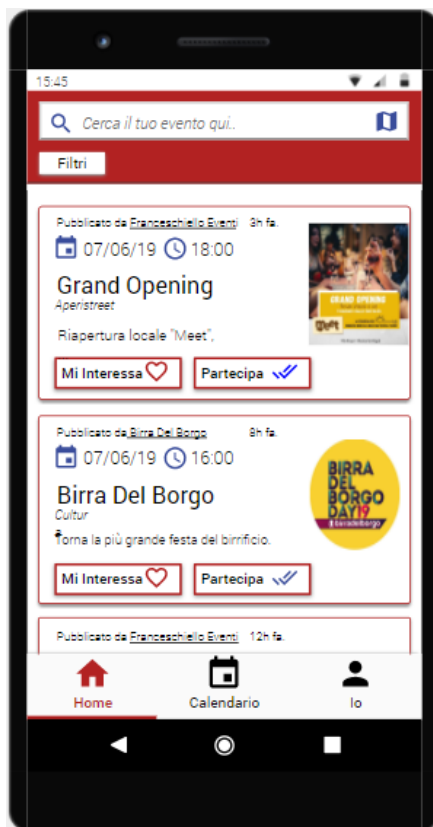 15:45
Cerca il tuo evento qui..
Filtri
Pubblicato da Franceschiello Eventi 3h fa.
07/06/19 18:00
Grand Opening
Aperistreet
Riapertura locale "Meet",
GRAND OPENING
Meet
Mi Interessa Partecipa
Pubblicato da Birra Del Borgo 8h fa.
07/06/19 16:00
Birra Del Borgo
Cultur
a
Torna la più grande festa del birrificio.
BIRRA
DEL
BORGO
DAY19
#birradelborgo
Mi Interessa Partecipa
Pubblicato da Franceschiello Eventi 12h fa.
Home Calendario Io